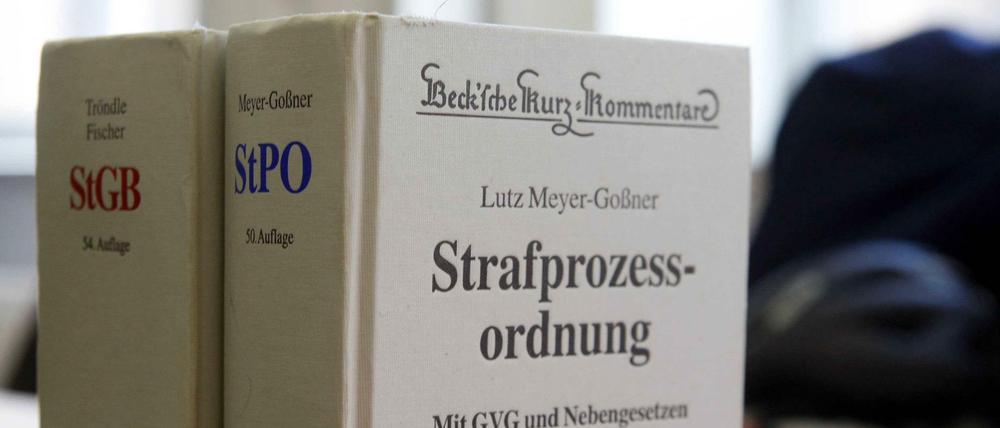 Tröndle
Fischer
StGB
54. Auflage
Meyer-Goßner
StPO
50. Auflage
Beck'sche Kurz-Kommentare
Lutz Meyer-Goßner
Strafprozess-
ordnung
Mit GVG und Nebengesetzen